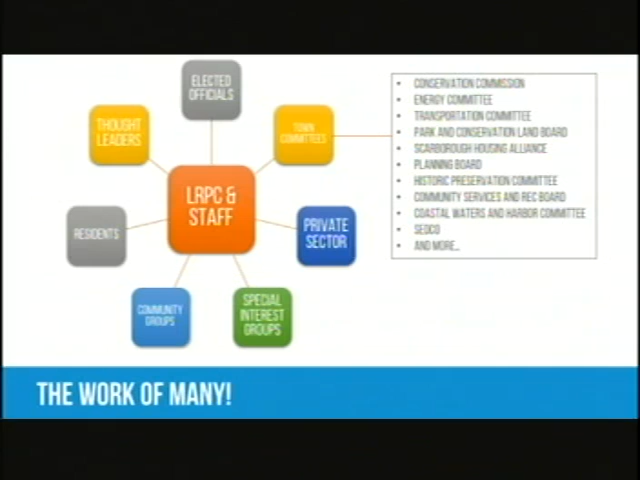 ELECTED
OFFICIALS
THOUGHT
LEADERS
TOWN
COMMITTEES
LRPC &
STAFF
RESIDENTS
PRIVATE
SECTOR
COMMUNITY
GROUPS
SPECIAL
INTEREST
GROUPS
• CONSERVATION COMMISSION
• ENERGY COMMITTEE
• TRANSPORTATION COMMITTEE
• PARK AND CONSERVATION LAND BOARD
• SCARBOROUGH HOUSING ALLIANCE
• PLANNING BOARD
• HISTORIC PRESERVATION COMMITTEE
• COMMUNITY SERVICES AND REC BOARD
• COASTAL WATERS AND HARBOR COMMITTEE
• SEDCO
• AND MORE...
THE WORK OF MANY!